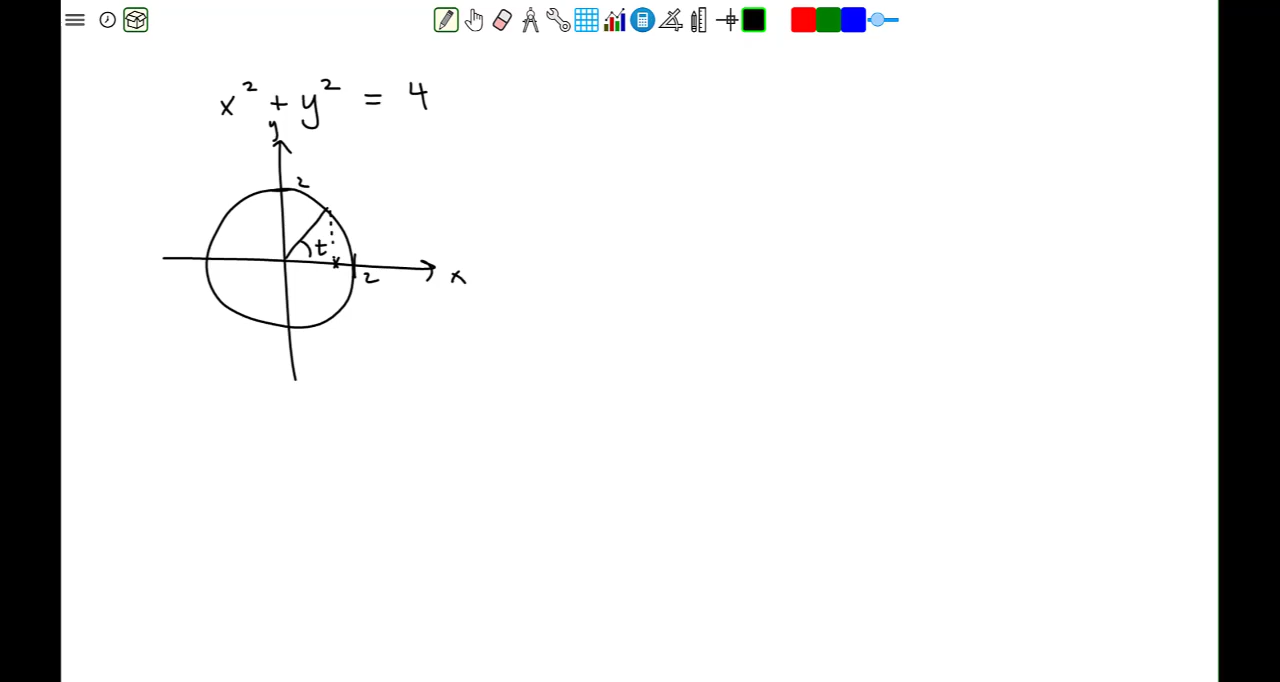 x² + y² = 4
y
2
t
x
2
x